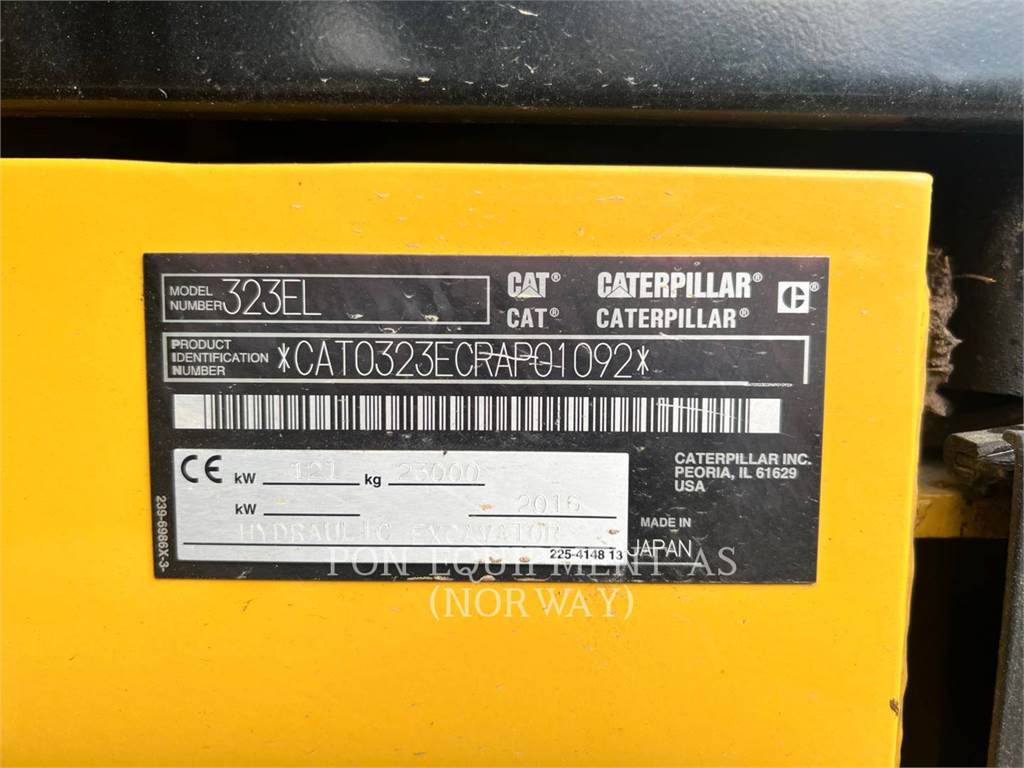 MODEL NUMBER 323EL
CAT® CATERPILLAR® C®
CAT® CATERPILLAR®
PRODUCT IDENTIFICATION NUMBER *CAT0323ECRAP01092*
CE kW 121 kg 23000
kW 2016
HYDRAULIC EXCAVATOR
225-4148 13
239-6986X-3-
CATERPILLAR INC.
PEORIA, IL 61629
USA
MADE IN
JAPAN
PON EQUIPMENT AS
(NORWAY)